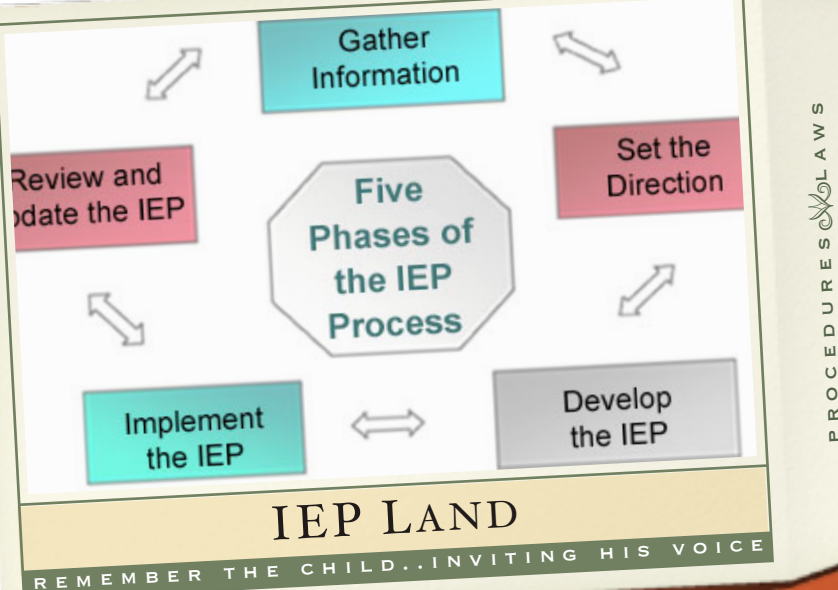 Gather
Information
Set the
Direction
Review and
the IEP
Five
Phases of
the IEP
Process
Develop
the IEP
Implement
the IEP
IEP LAND
REMEMBER THE CHILD..INVITING HIS VOICE
PROCEDURES LAWS